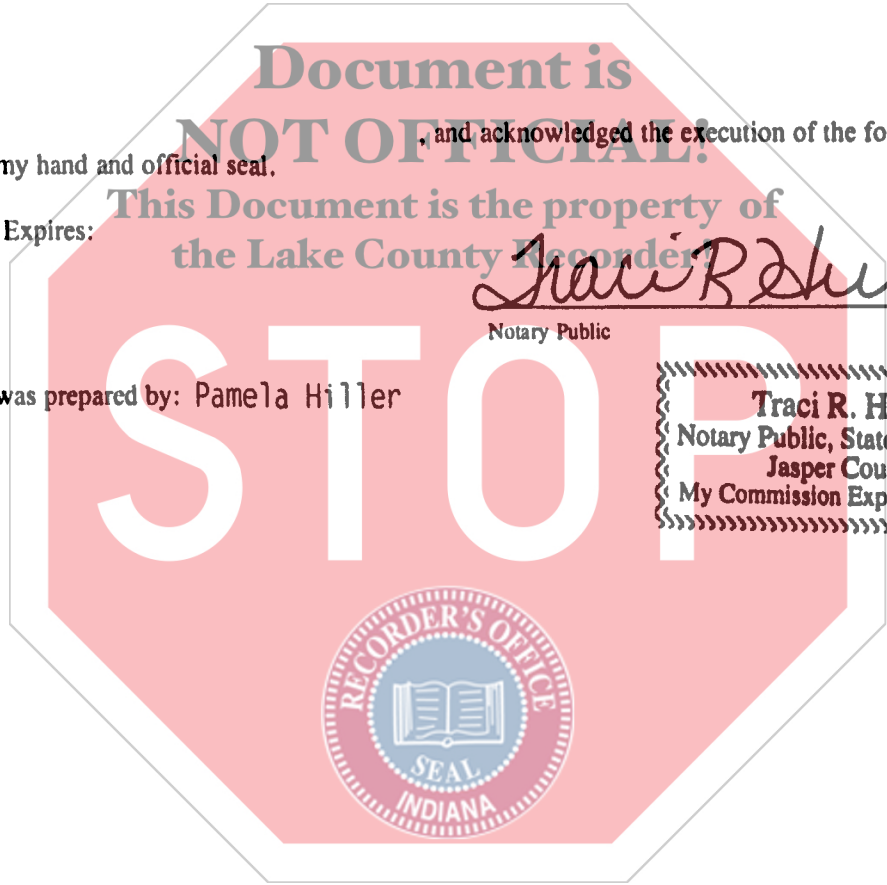 Document is
NOT OFFICIAL!
, and acknowledged the execution of the fo
my hand and official seal.
This Document is the property of
Expires:
the Lake County Recorder!
Traci R
Notary Public
was prepared by: Pamela Hiller
STOP
Traci R. H
Notary Public, State
Jasper Cou
My Commission Exp
RECORDER'S OFFICE
SEAL
INDIANA